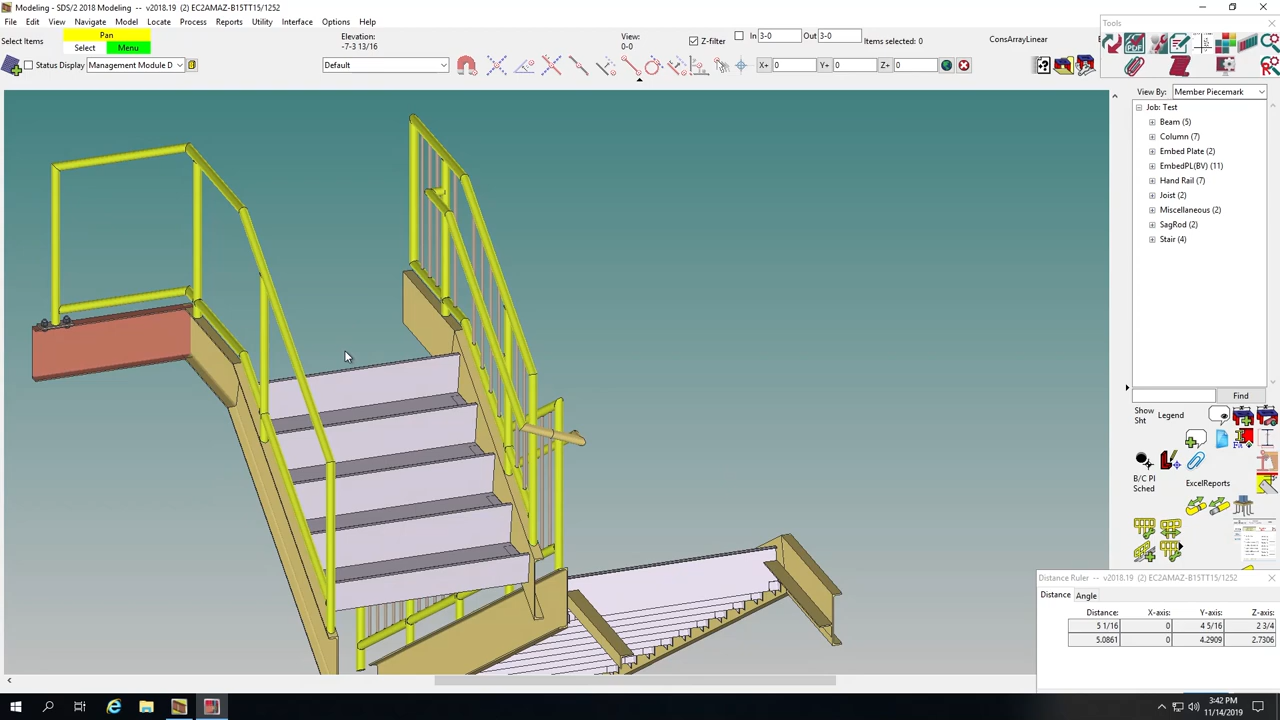 Modeling - SDS/2 2018 Modeling -- v2018.19 (2) EC2AMAZ-B15TT15/1252
File Edit View Navigate Model Locate Process Reports Utility Interface Options Help
Tools
Select Items
Pan
Select Menu
Elevation:
-7-3 13/16
View:
0-0
Z-filter
In 3-0
Out 3-0
Items selected: 0
ConsArrayLinear
Status Display
Management Module D
Default
X+ 0
Y+ 0
Z+ 0
View By: Member Piecemark
Job: Test
Beam (5)
Column (7)
Embed Plate (2)
EmbedPL(BV) (11)
Hand Rail (7)
Joist (2)
Miscellaneous (2)
SagRod (2)
Stair (4)
Find
Show
Sht
Legend
B/C Pl
Sched
ExcelReports
Distance Ruler -- v2018.19 (2) EC2AMAZ-B15TT15/1252
Distance Angle
Distance: X-axis: Y-axis: Z-axis:
5 1/16 0 4 5/16 2 3/4
5.0861 0 4.2909 2.7306
3:42 PM
11/14/2019